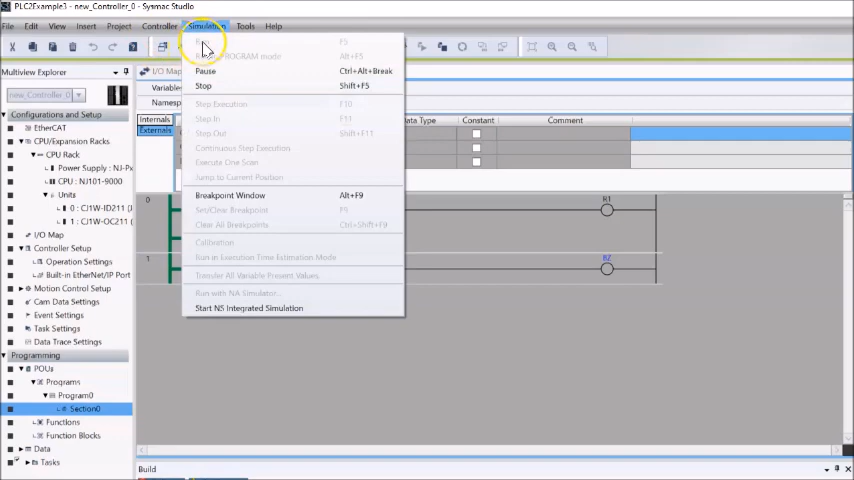 PLC2Example3 - new_Controller_0 - Sysmac Studio
File Edit View Insert Project Controller Simulation Tools Help
F5
PROGRAM mode Alt+F5
Pause Ctrl+Alt+Break
Stop Shift+F5
Step Execution F10
Step In F11
Step Out Shift+F11
Continuous Step Execution
Execute One Scan
Jump to Current Position
Breakpoint Window Alt+F9
Set/Clear Breakpoint F9
Clear All Breakpoints Ctrl+Shift+F9
Calibration
Run in Execution Time Estimation Mode
Transfer All Variable Present Values.
Run with NA Simulator...
Start NS Integrated Simulation
Multiview Explorer
new_Controller_0
Configurations and Setup
EtherCAT
CPU/Expansion Racks
CPU Rack
Power Supply : NJ-Px
CPU : NJ101-9000
Units
0 : CJ1W-ID211
1 : CJ1W-OC211
I/O Map
Controller Setup
Operation Settings
Built-in EtherNet/IP Port
Motion Control Setup
Cam Data Settings
Event Settings
Task Settings
Data Trace Settings
Programming
POUs
Programs
Program0
Section0
Functions
Function Blocks
Data
Tasks
I/O Map
Variable
Namesp
Internals
Externals
Data Type Constant Comment
0
R1
1
Build